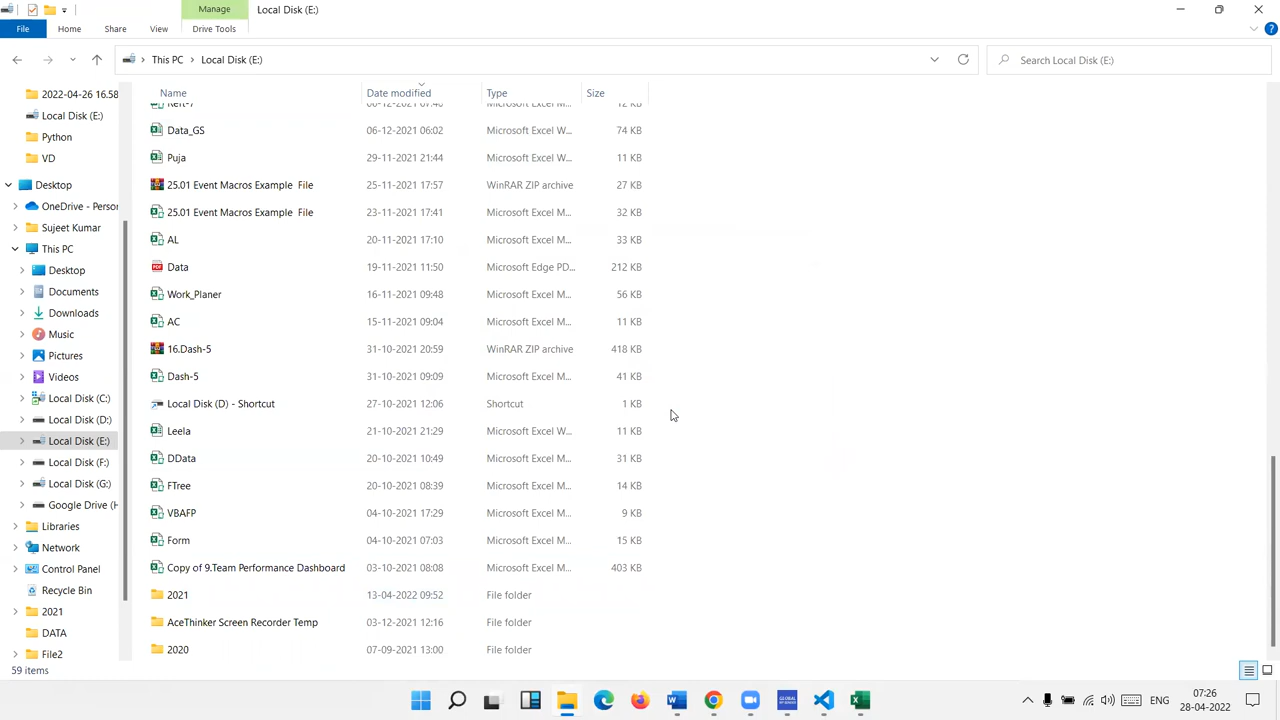 Manage
Local Disk (E:)
File
Home
Share
View
Drive Tools
This PC
Local Disk (E:)
Search Local Disk (E:)
Name
Date modified
Type
Size
2022-04-26 16.58
Local Disk (E:)
Python
VD
Desktop
OneDrive - Person
Sujeet Kumar
This PC
Desktop
Documents
Downloads
Music
Pictures
Videos
Local Disk (C:)
Local Disk (D:)
Local Disk (E:)
Local Disk (F:)
Local Disk (G:)
Google Drive (H
Libraries
Network
Control Panel
Recycle Bin
2021
DATA
File2
Data_GS 06-12-2021 06:02 Microsoft Excel W... 74 KB
Puja 29-11-2021 21:44 Microsoft Excel W... 11 KB
25.01 Event Macros Example File 25-11-2021 17:57 WinRAR ZIP archive 27 KB
25.01 Event Macros Example File 23-11-2021 17:41 Microsoft Excel M... 32 KB
AL 20-11-2021 17:10 Microsoft Excel M... 33 KB
Data 19-11-2021 11:50 Microsoft Edge PD... 212 KB
Work_Planer 16-11-2021 09:48 Microsoft Excel M... 56 KB
AC 15-11-2021 09:04 Microsoft Excel M... 11 KB
16.Dash-5 31-10-2021 20:59 WinRAR ZIP archive 418 KB
Dash-5 31-10-2021 09:09 Microsoft Excel M... 41 KB
Local Disk (D) - Shortcut 27-10-2021 12:06 Shortcut 1 KB
Leela 21-10-2021 21:29 Microsoft Excel W... 11 KB
DData 20-10-2021 10:49 Microsoft Excel M... 31 KB
FTree 20-10-2021 08:39 Microsoft Excel M... 14 KB
VBAFP 04-10-2021 17:29 Microsoft Excel M... 9 KB
Form 04-10-2021 07:03 Microsoft Excel M... 15 KB
Copy of 9.Team Performance Dashboard 03-10-2021 08:08 Microsoft Excel M... 403 KB
2021 13-04-2022 09:52 File folder
AceThinker Screen Recorder Temp 03-12-2021 12:16 File folder
2020 07-09-2021 13:00 File folder
59 items
ENG
07:26
28-04-2022